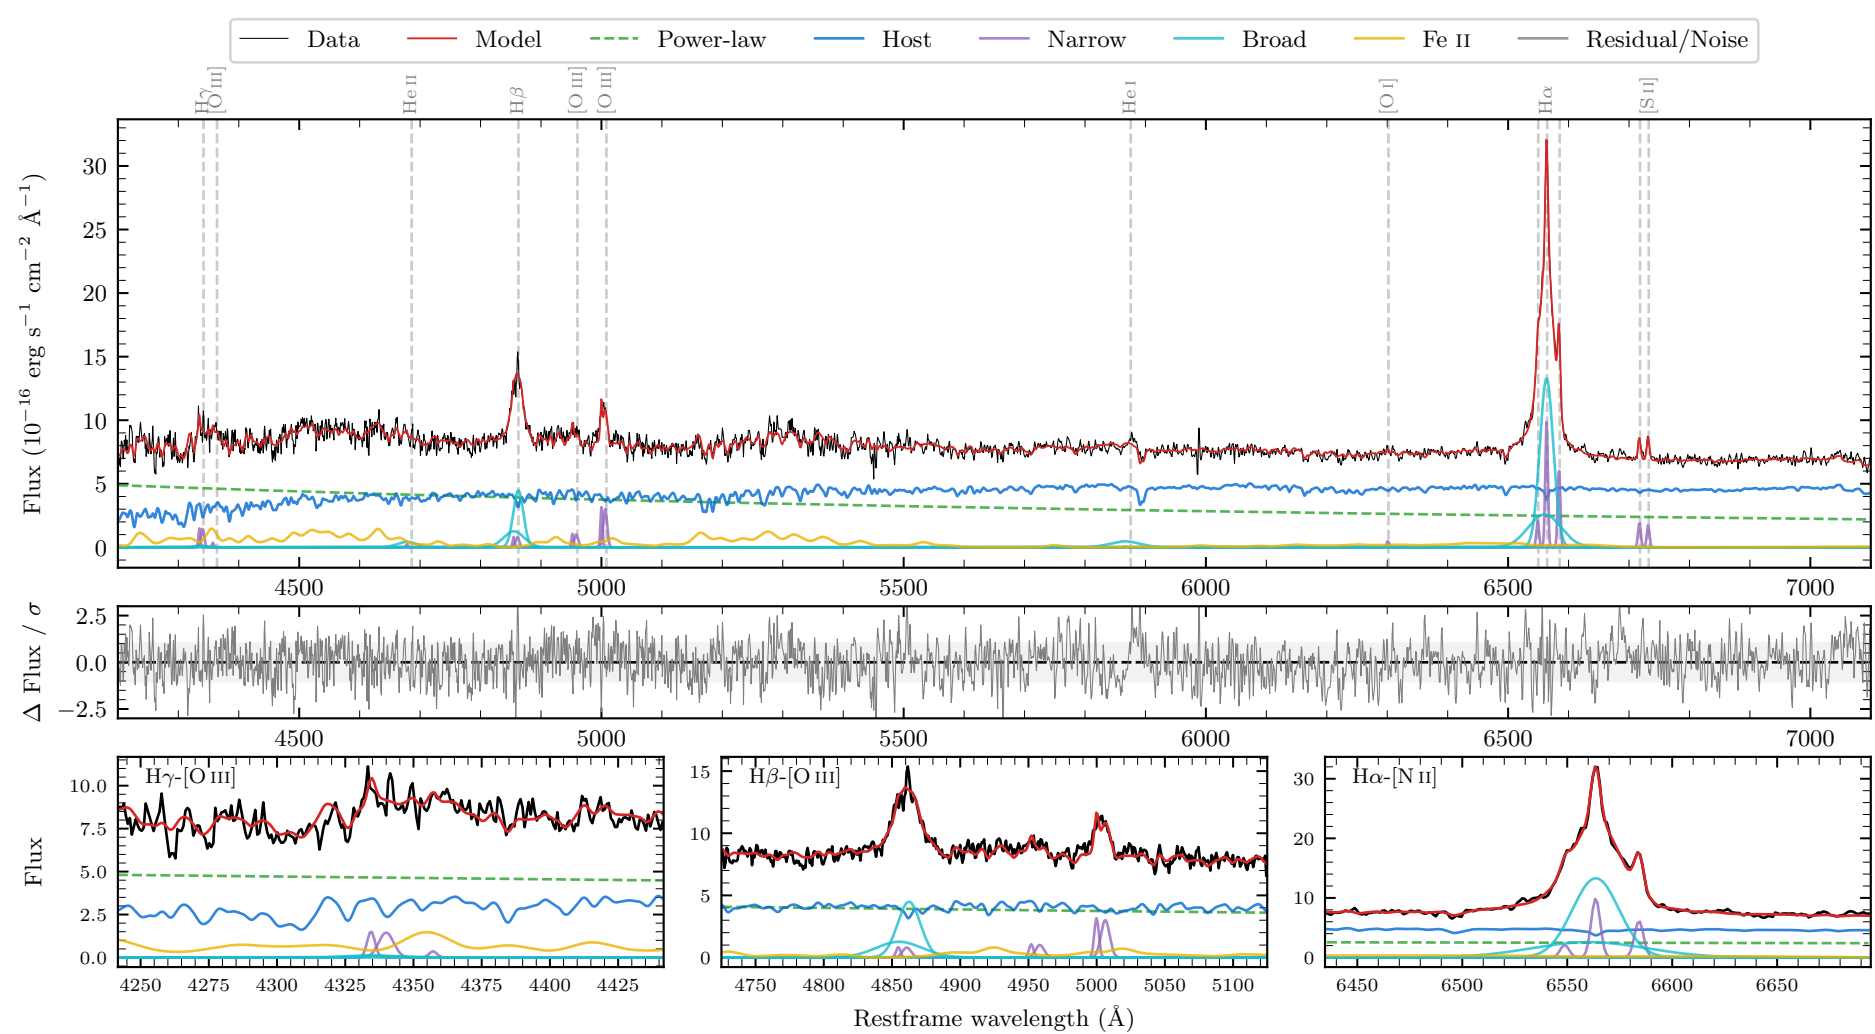 Data Model Power-law Host Narrow Broad Fe II Residual/Noise
Hγ
[O III]
He II
Hβ
[O III]
[O III]
He I
[O I]
Hα
[S II]
Flux (10⁻¹⁶ erg s⁻¹ cm⁻² Å⁻¹)
30
25
20
15
10
5
0
4500 5000 5500 6000 6500 7000
Δ Flux / σ
2.5
0.0
−2.5
4500 5000 5500 6000 6500 7000
Flux
Hγ-[O III]
10.0
7.5
5.0
2.5
0.0
4250 4275 4300 4325 4350 4375 4400 4425
Hβ-[O III]
15
10
5
0
4750 4800 4850 4900 4950 5000 5050 5100
Hα-[N II]
30
20
10
0
6450 6500 6550 6600 6650
Restframe wavelength (Å)